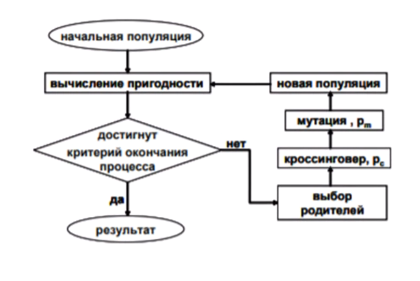 начальная популяция
вычисление пригодности
достигнут
критерий окончания
процесса
да
результат
нет
выбор
родителей
кроссинговер, pc
мутация , pm
новая популяция